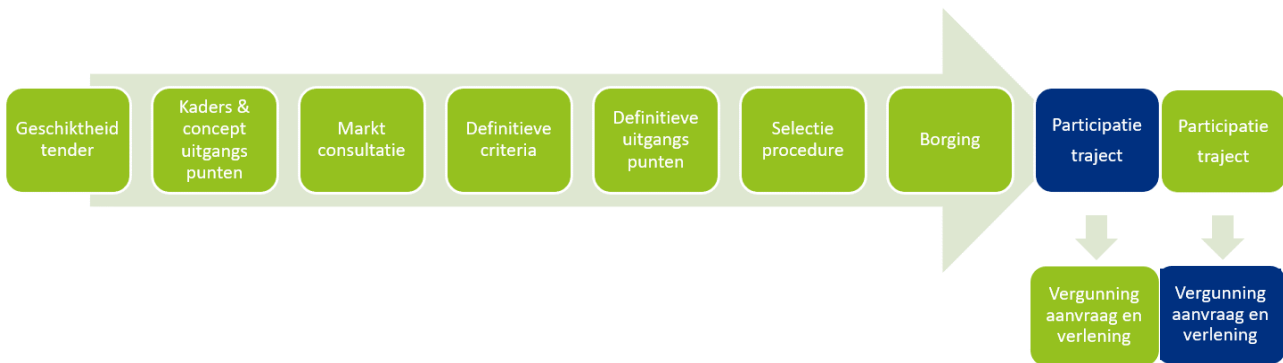 Geschiktheid
tender
Kaders &
concept
uitgangs
punten
Markt
consultatie
Definitieve
criteria
Definitieve
uitgangs
punten
Selectie
procedure
Borging
Participatie
traject
Participatie
traject
Vergunning
aanvraag en
verlening
Vergunning
aanvraag en
verlening